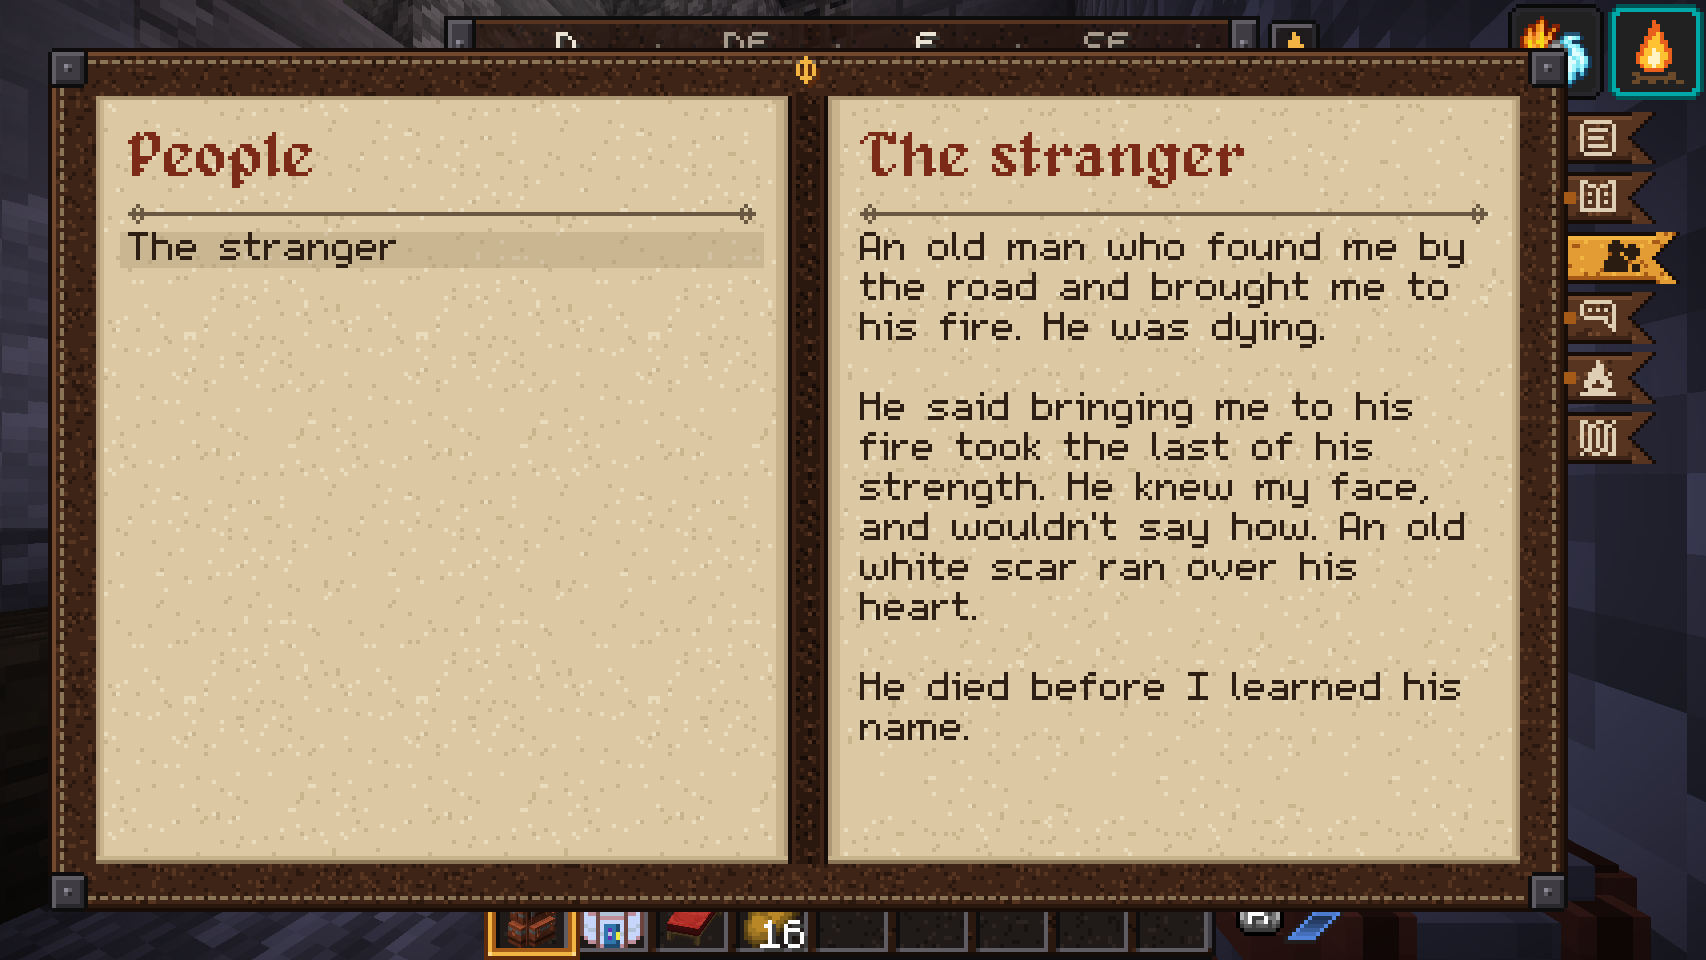 People
The stranger
The stranger
An old man who found me by
the road and brought me to
his fire. He was dying.
He said bringing me to his
fire took the last of his
strength. He knew my face,
and wouldn't say how. An old
white scar ran over his
heart.
He died before I learned his
name.
16